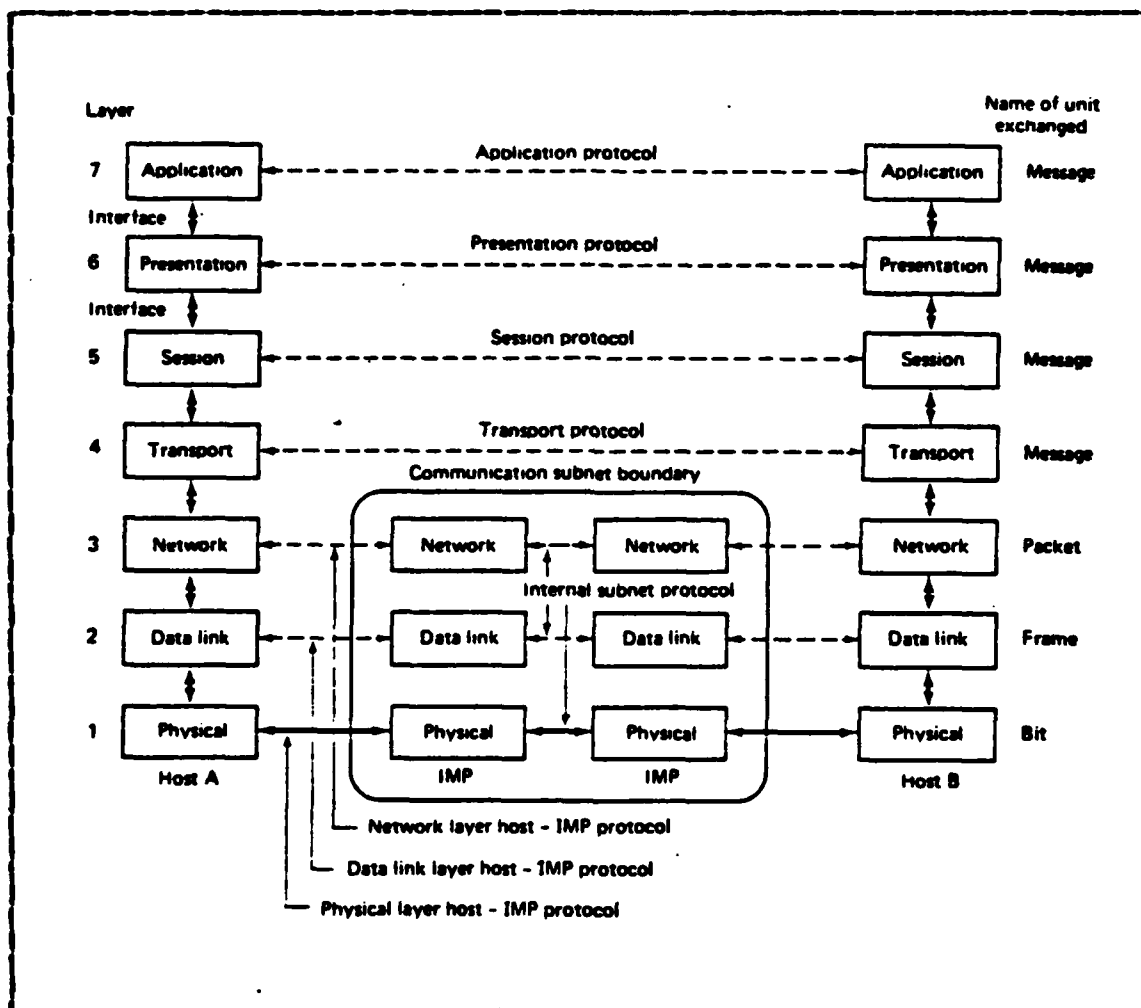 Layer
Name of unit
exchanged
7
Application
Application protocol
Application
Message
Interface
6
Presentation
Presentation protocol
Presentation
Message
Interface
5
Session
Session protocol
Session
Message
4
Transport
Transport protocol
Transport
Message
Communication subnet boundary
3
Network
Network
Network
Network
Packet
Internal subnet protocol
2
Data link
Data link
Data link
Data link
Frame
1
Physical
Physical
Physical
Physical
Bit
Host A
IMP
IMP
Host B
Network layer host - IMP protocol
Data link layer host - IMP protocol
Physical layer host - IMP protocol